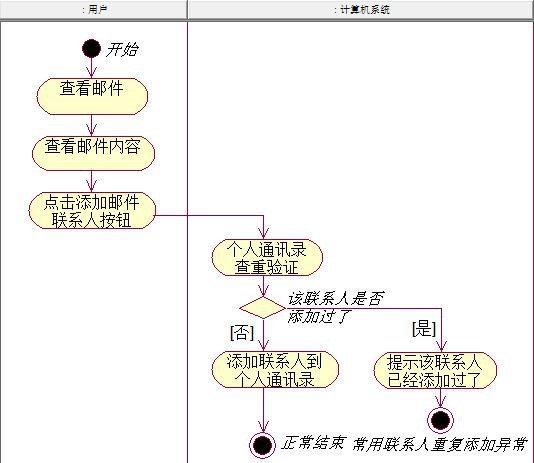 ：用户
：计算机系统
开始
查看邮件
查看邮件内容
点击添加邮件
联系人按钮
个人通讯录
查重验证
该联系人是否
添加过了
[否]
[是]
添加联系人到
个人通讯录
提示该联系人
已经添加过了
正常结束
常用联系人重复添加异常